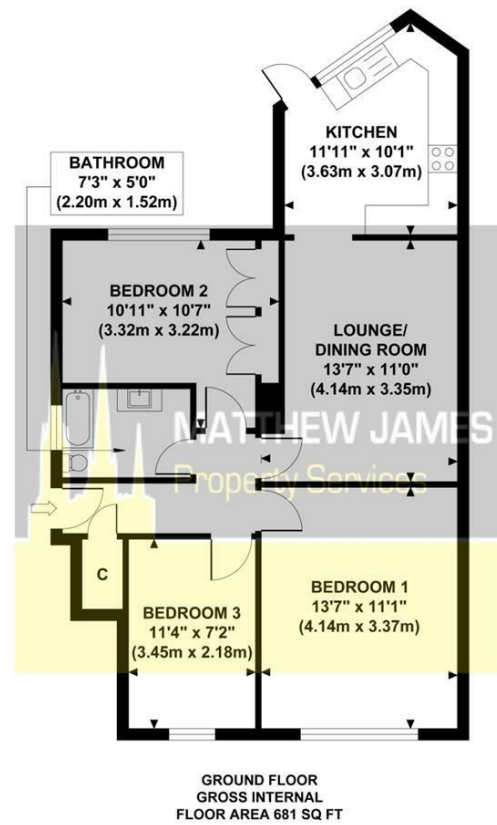 KITCHEN
11'11" x 10'1"
(3.63m x 3.07m)
BATHROOM
7'3" x 5'0"
(2.20m x 1.52m)
BEDROOM 2
10'11" x 10'7"
(3.32m x 3.22m)
LOUNGE/
DINING ROOM
13'7" x 11'0"
(4.14m x 3.35m)
MATTHEW JAMES
Property Services
C
BEDROOM 3
11'4" x 7'2"
(3.45m x 2.18m)
BEDROOM 1
13'7" x 11'1"
(4.14m x 3.37m)
GROUND FLOOR
GROSS INTERNAL
FLOOR AREA 681 SQ FT